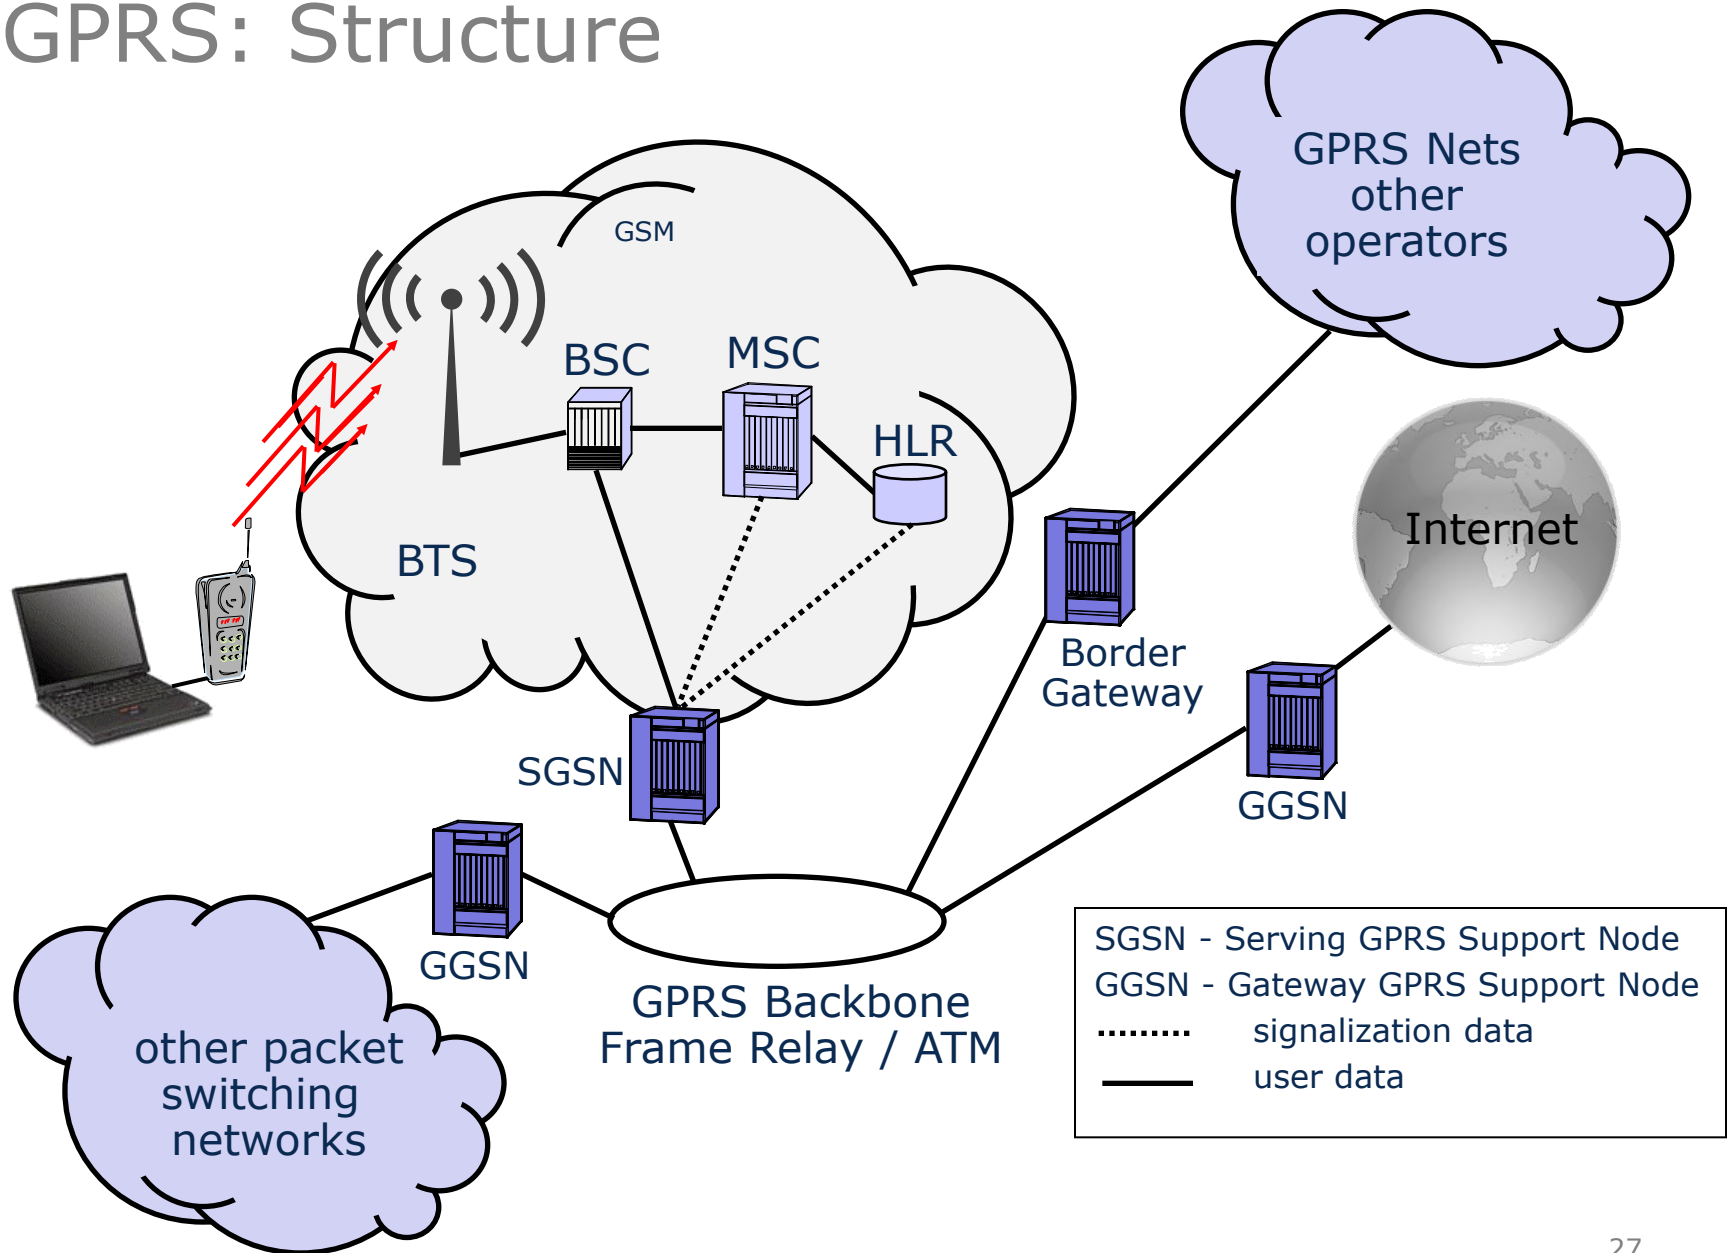 GPRS: Structure
GPRS Nets
other
operators
GSM
BSC
MSC
HLR
BTS
Internet
Border
Gateway
SGSN
GGSN
GGSN
GPRS Backbone
Frame Relay / ATM
other packet
switching
networks
SGSN - Serving GPRS Support Node
GGSN - Gateway GPRS Support Node
signalization data
user data
27